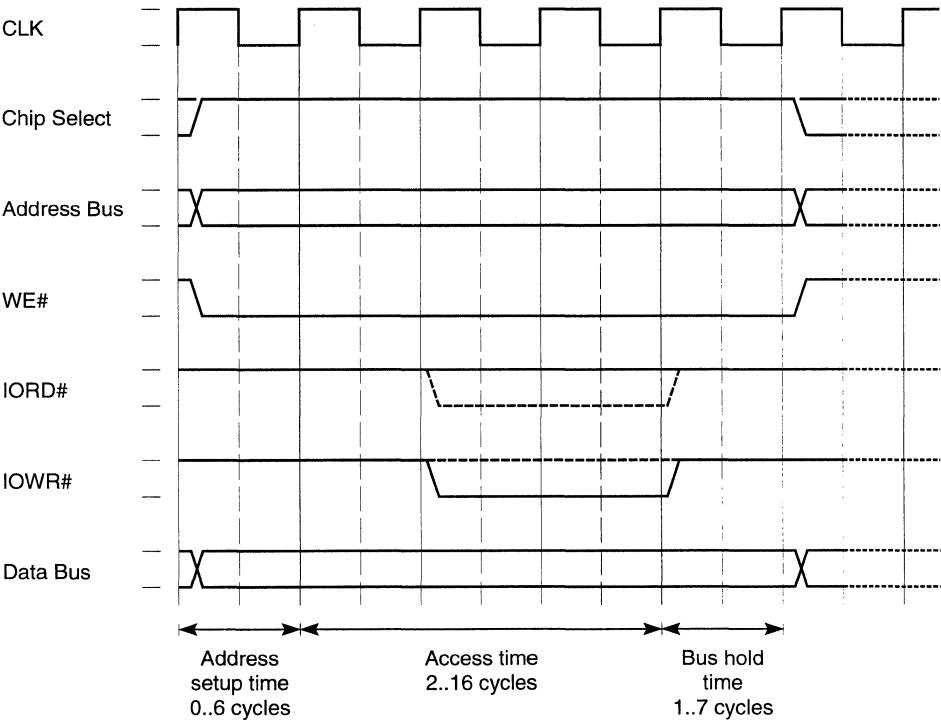 CLK
Chip Select
Address Bus
WE#
IORD#
IOWR#
Data Bus
Address
setup time
0..6 cycles
Access time
2..16 cycles
Bus hold
time
1..7 cycles